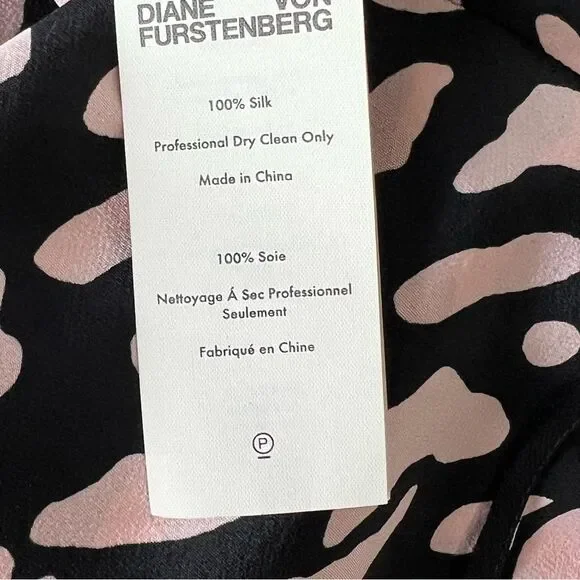 DIANE VON
FURSTENBERG
100% Silk
Professional Dry Clean Only
Made in China
100% Soie
Nettoyage Á Sec Professionnel
Seulement
Fabriqué en Chine
P